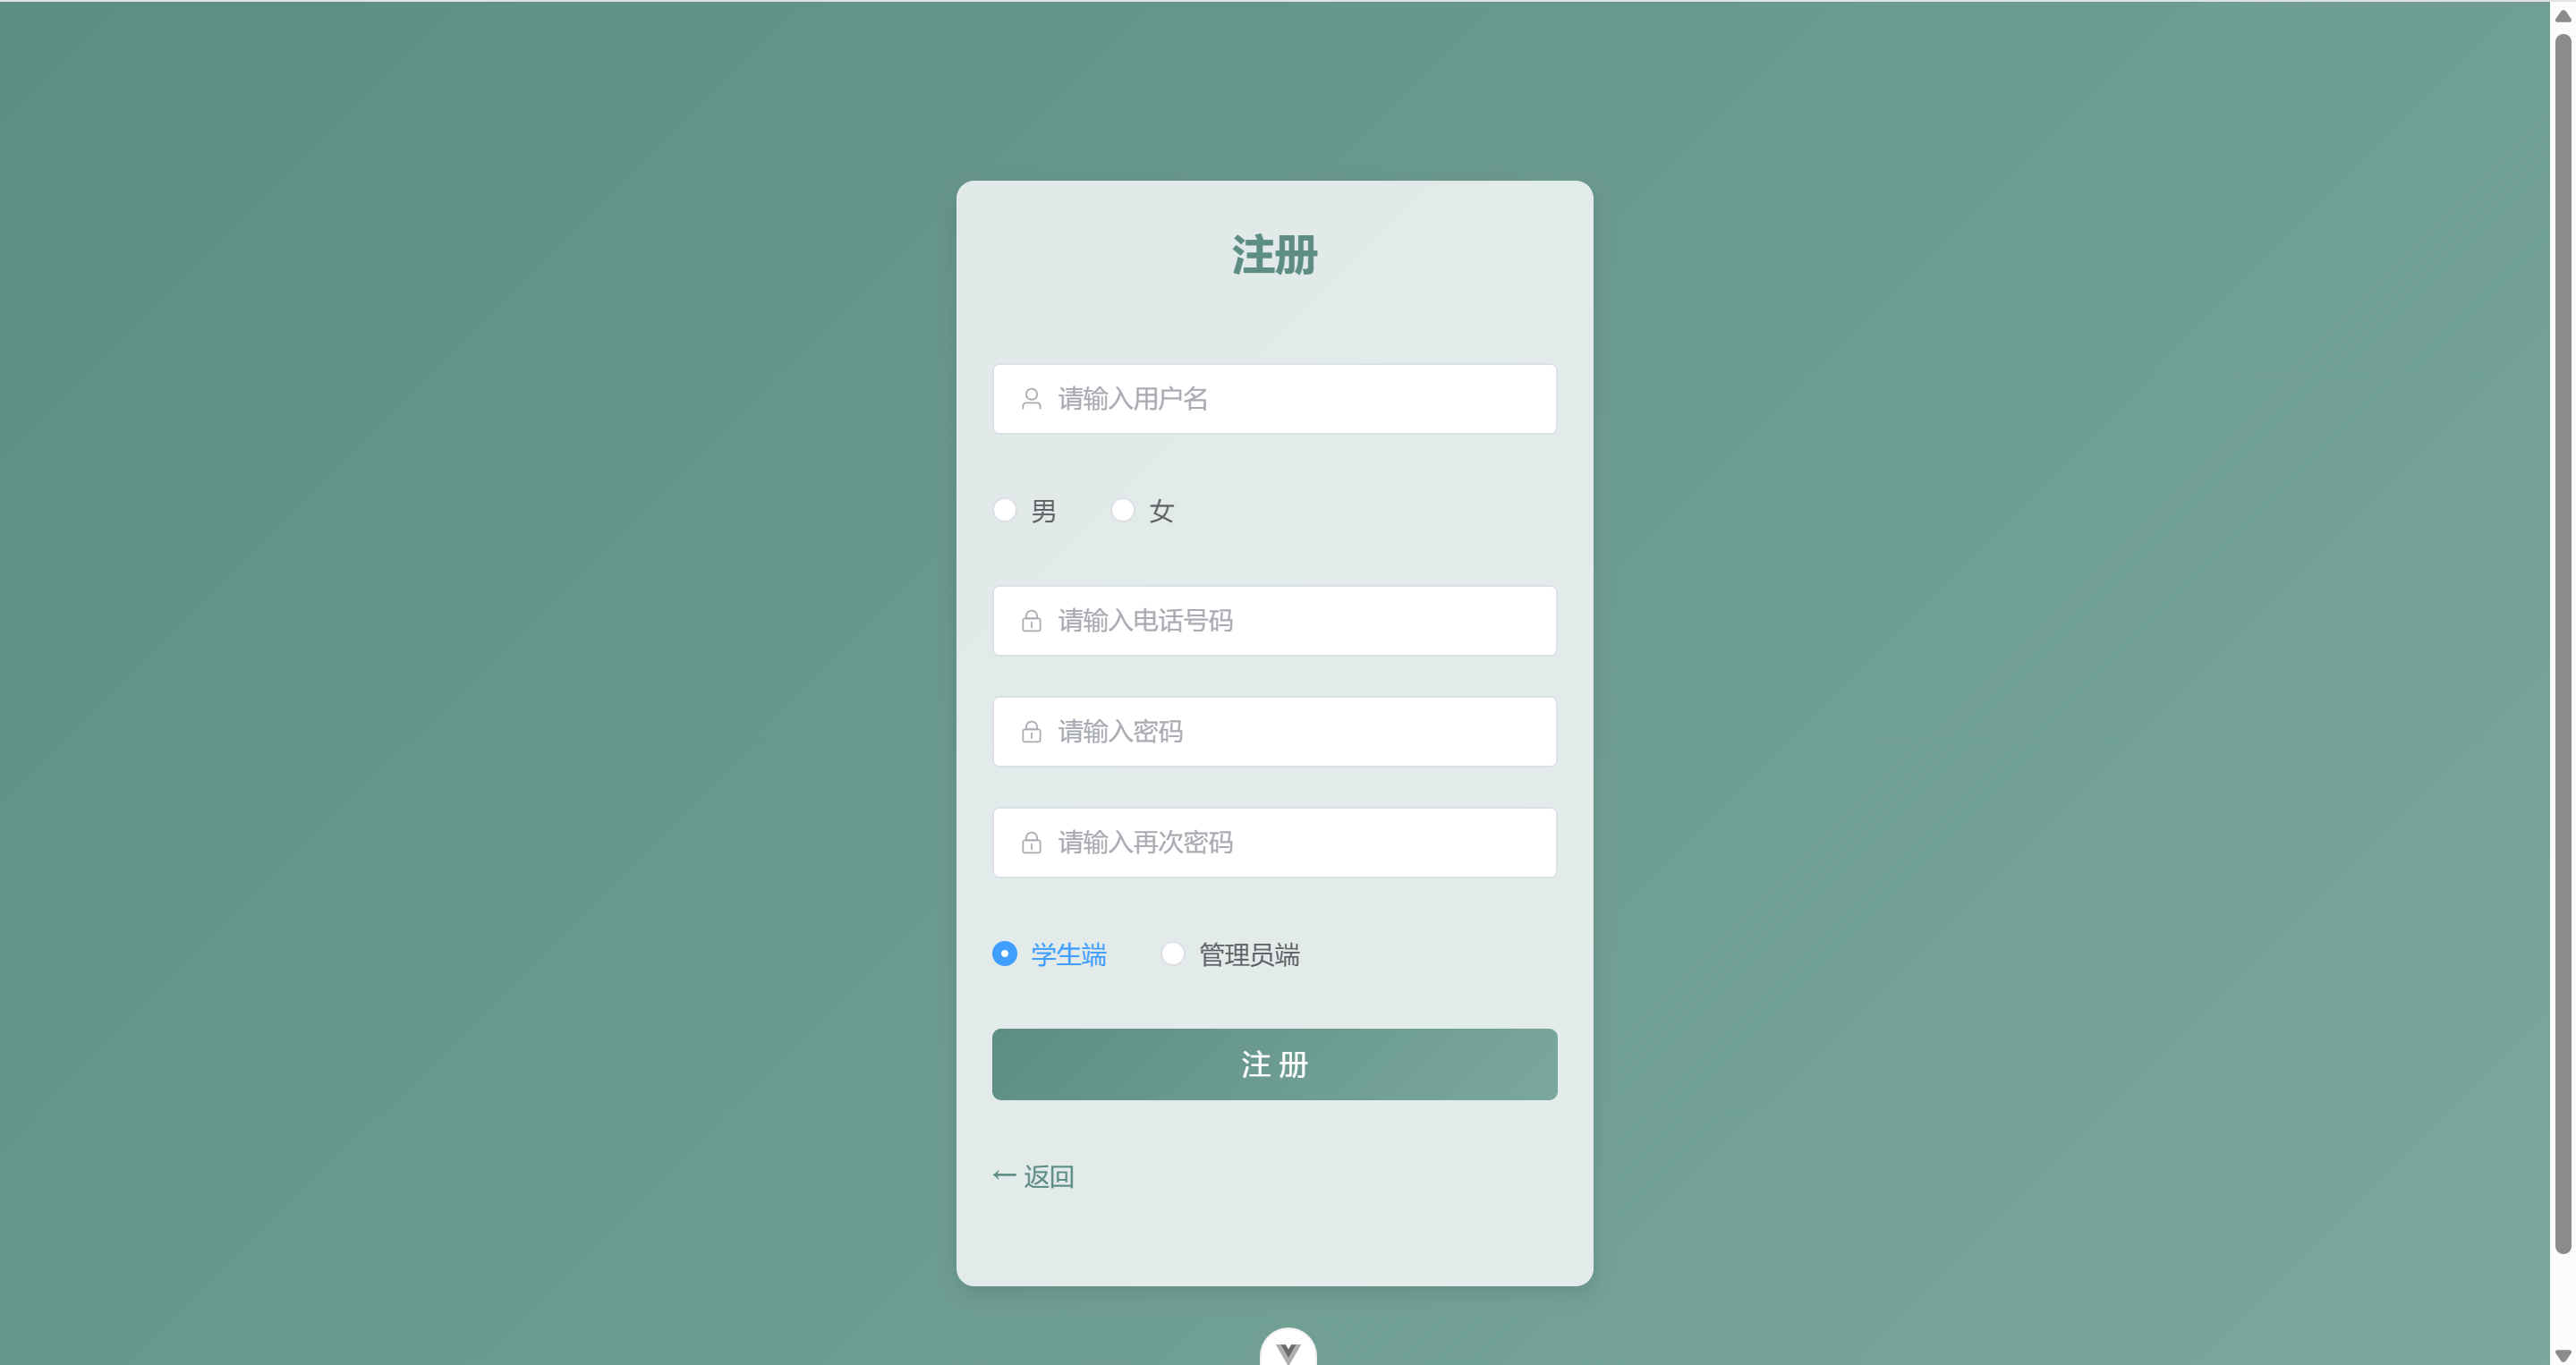 注册
请输入用户名
男 女
请输入电话号码
请输入密码
请输入再次密码
学生端 管理员端
注 册
← 返回